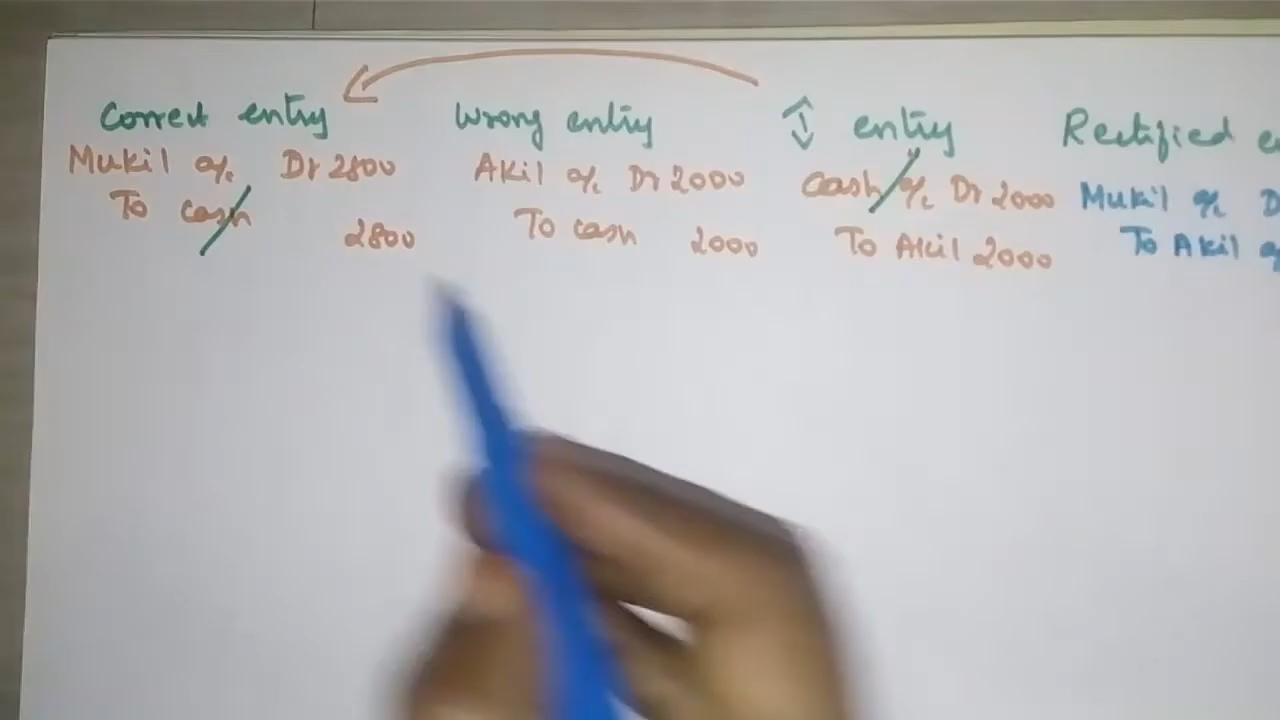 Correct entry
Mukil a/c Dr 2800
To cash
2800
Wrong entry
Akil a/c Dr 2000
To cash 2000
entry
Cash a/c Dr 2000
To Akil 2000
Rectified e
Mukil a/c D
To Akil a